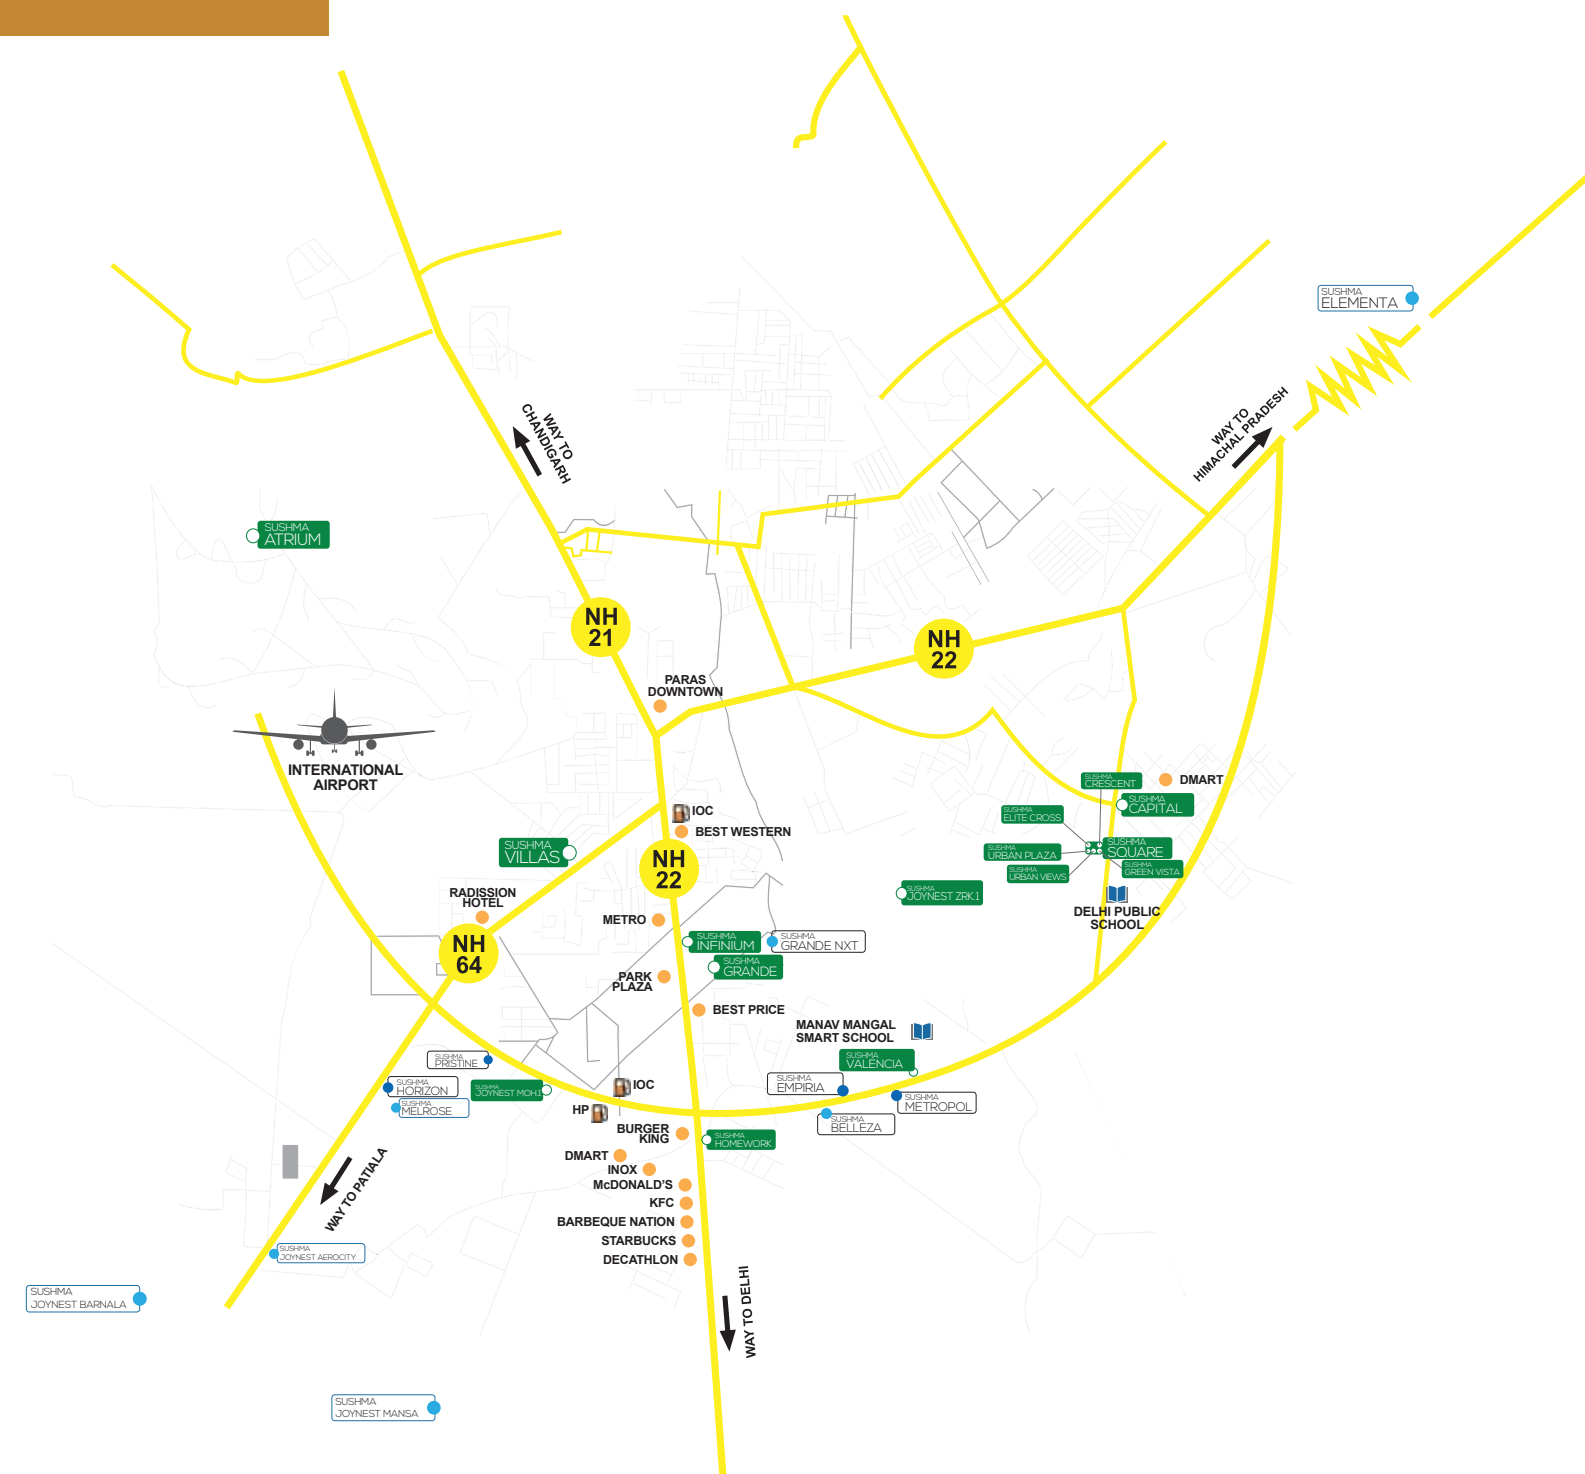 SUSHMA
ELEMENTA
WAY TO
HIMACHAL PRADESH
WAY TO
CHANDIGARH
SUSHMA
ATRIUM
NH
21
NH
22
PARAS
DOWNTOWN
INTERNATIONAL
AIRPORT
SUSHMA
CRESCENT
DMART
SUSHMA
CAPITAL
SUSHMA
ELITE CROSS
IOC
BEST WESTERN
SUSHMA
VILLAS
SUSHMA
URBAN PLAZA
SUSHMA
SQUARE
SUSHMA
URBAN VIEWS
SUSHMA
GREEN VISTA
NH
22
RADISSION
HOTEL
SUSHMA
JOYNEST ZRK.1
DELHI PUBLIC
SCHOOL
METRO
NH
64
SUSHMA
INFINIUM
SUSHMA
GRANDE NXT
SUSHMA
GRANDE
PARK
PLAZA
BEST PRICE
MANAV MANGAL
SMART SCHOOL
SUSHMA
PRISTINE
SUSHMA
VALENCIA
SUSHMA
HORIZON
SUSHMA
JOYNEST MOH.1
IOC
SUSHMA
EMPIRIA
SUSHMA
MELROSE
HP
SUSHMA
METROPOL
SUSHMA
BELLEZA
BURGER
KING
SUSHMA
HOMEWORK
DMART
INOX
McDONALD'S
KFC
BARBEQUE NATION
STARBUCKS
DECATHLON
WAY TO PATIALA
SUSHMA
JOYNEST AEROCITY
WAY TO DELHI
SUSHMA
JOYNEST BARNALA
SUSHMA
JOYNEST MANSA